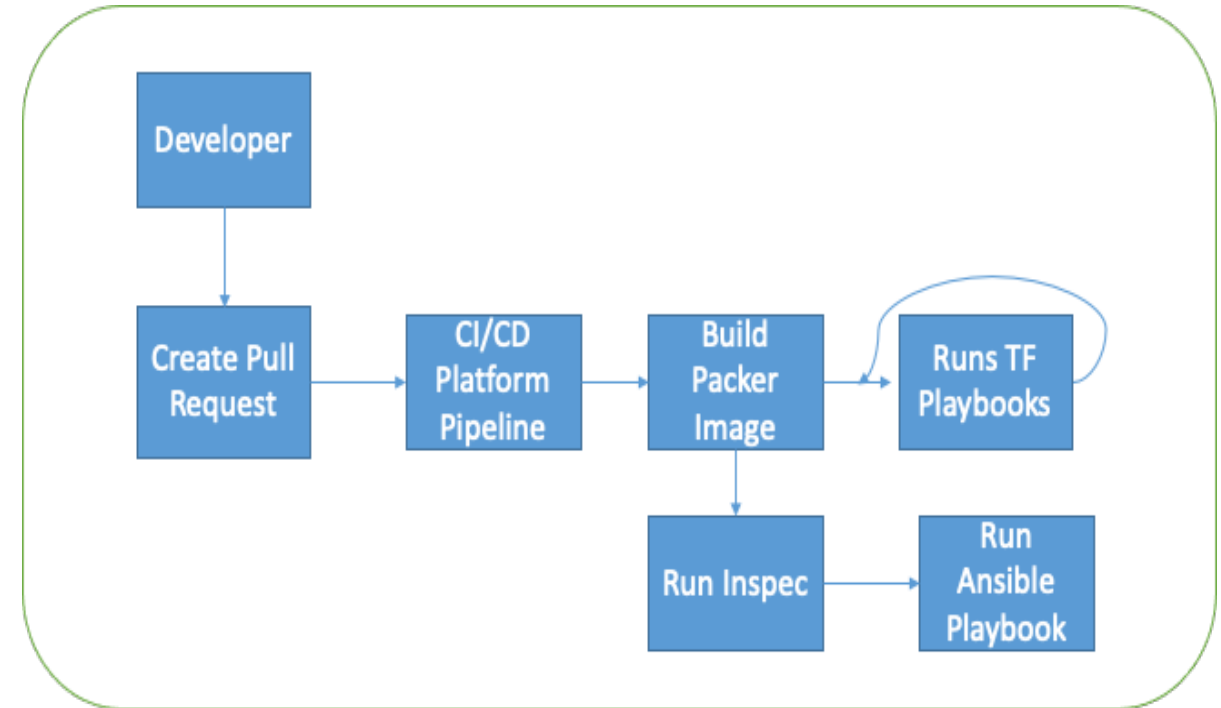 Developer
Create Pull
Request
CI/CD
Platform
Pipeline
Build
Packer
Image
Runs TF
Playbooks
Run Inspec
Run
Ansible
Playbook